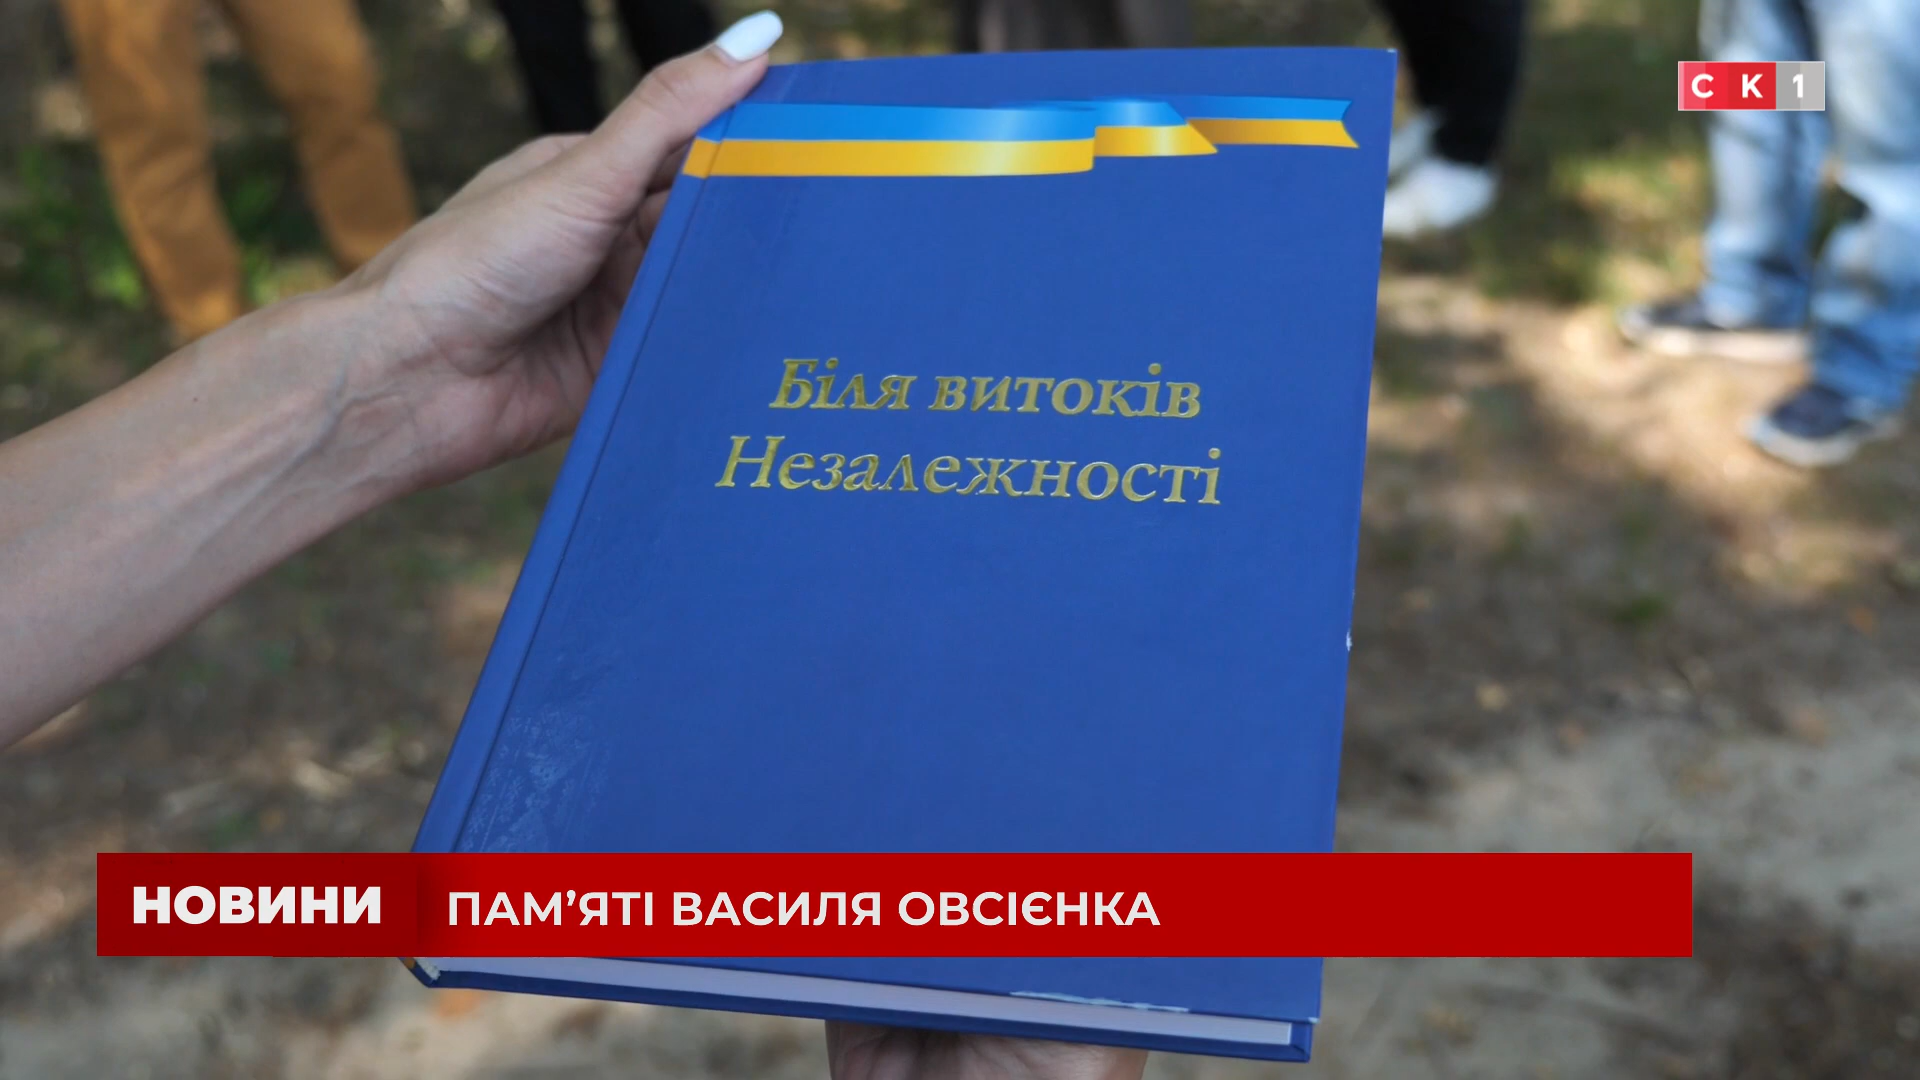 СК1
Біля витоків
Незалежності
НОВИНИ
ПАМ’ЯТІ ВАСИЛЯ ОВСІЄНКА